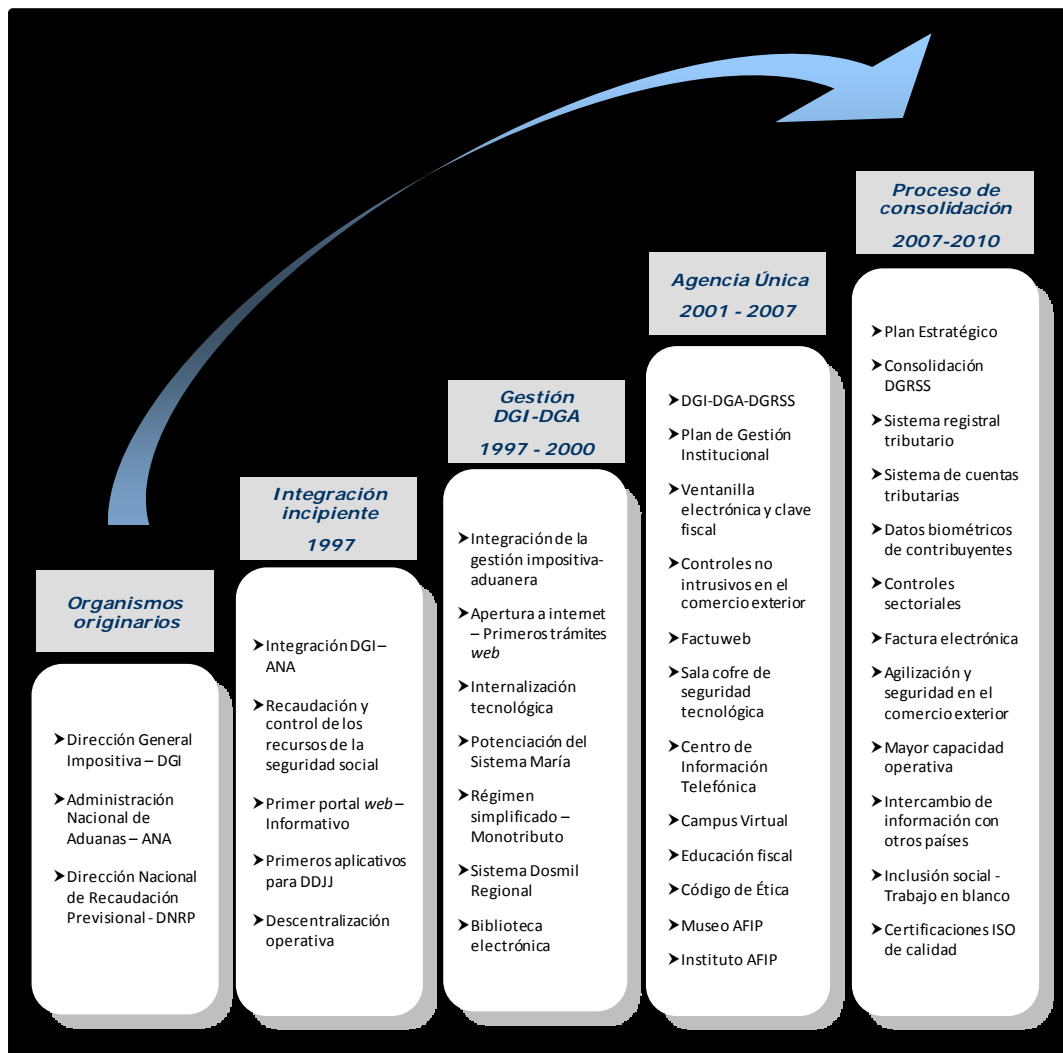 Organismos
originarios
➤Dirección General
Impositiva – DGI
➤Administración
Nacional de
Aduanas – ANA
➤Dirección Nacional
de Recaudación
Previsional - DNRP
Integración
incipiente
1997
➤Integración DGI –
ANA
➤Recaudación y
control de los
recursos de la
seguridad social
➤Primer portal web –
Informativo
➤Primeros aplicativos
para DDJJ
➤Descentralización
operativa
Gestión
DGI-DGA
1997 - 2000
➤Integración de la
gestión impositiva-
aduanera
➤Apertura a internet
– Primeros trámites
web
➤Internalización
tecnológica
➤Potenciación del
Sistema María
➤Régimen
simplificado –
Monotributo
➤Sistema Dosmil
Regional
➤Biblioteca
electrónica
Agencia Única
2001 - 2007
➤DGI-DGA-DGRSS
➤Plan de Gestión
Institucional
➤Ventanilla
electrónica y clave
fiscal
➤Controles no
intrusivos en el
comercio exterior
➤Factuweb
➤Sala cofre de
seguridad
tecnológica
➤Centro de
Información
Telefónica
➤Campus Virtual
➤Educación fiscal
➤Código de Ética
➤Museo AFIP
➤Instituto AFIP
Proceso de
consolidación
2007-2010
➤Plan Estratégico
➤Consolidación
DGRSS
➤Sistema registral
tributario
➤Sistema de cuentas
tributarias
➤Datos biométricos
de contribuyentes
➤Controles
sectoriales
➤Factura electrónica
➤Agilización y
seguridad en el
comercio exterior
➤Mayor capacidad
operativa
➤Intercambio de
información con
otros países
➤Inclusión social -
Trabajo en blanco
➤Certificaciones ISO
de calidad